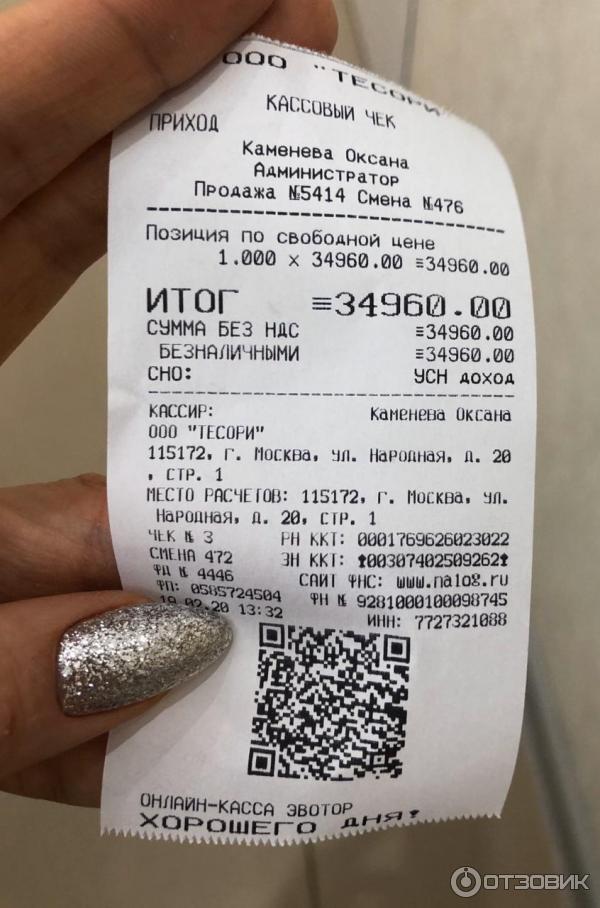 ООО "ТЕСОРИ"
КАССОВЫЙ ЧЕК
ПРИХОД
Каменева Оксана
Администратор
Продажа №5414 Смена №476
Позиция по свободной цене
1.000 x 34960.00 ≡34960.00
ИТОГ ≡34960.00
СУММА БЕЗ НДС ≡34960.00
БЕЗНАЛИЧНЫМИ ≡34960.00
СНО: УСН доход
КАССИР: Каменева Оксана
ООО "ТЕСОРИ"
115172, г. Москва, ул. Народная, д. 20
, СТР. 1
МЕСТО РАСЧЕТОВ: 115172, г. Москва, ул.
Народная, д. 20, СТР. 1
ЧЕК № 3 РН ККТ: 0001769626023022
СМЕНА 472 ЗН ККТ: 00307402509262
ФД № 4446 САЙТ ФНС: www.nalog.ru
ФП: 0585724504 ФН № 9281000100098745
19.02.20 13:32 ИНН: 7727321088
ОНЛАЙН-КАССА ЭВОТОР
ХОРОШЕГО ДНЯ!
ОТЗОВИК